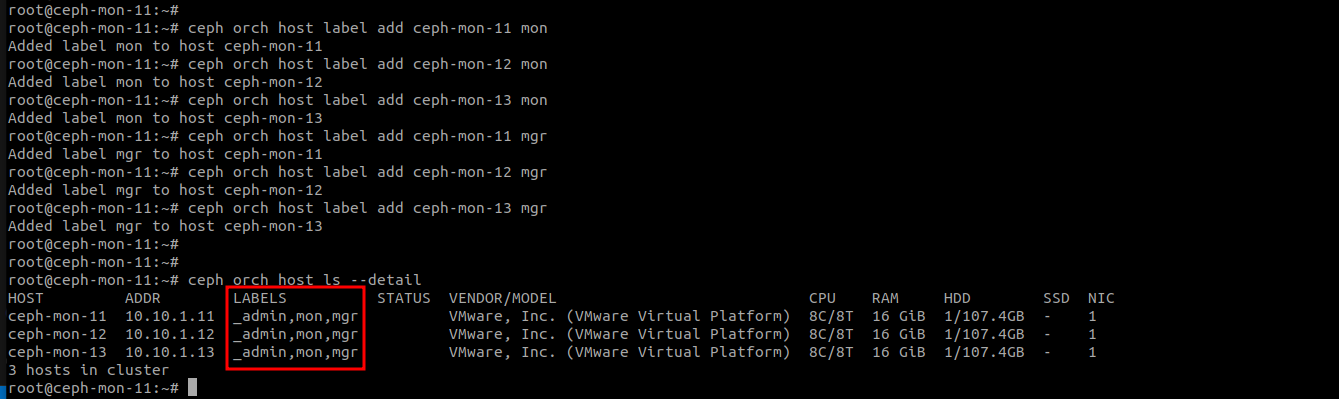 root@ceph-mon-11:~#
root@ceph-mon-11:~# ceph orch host label add ceph-mon-11 mon
Added label mon to host ceph-mon-11
root@ceph-mon-11:~# ceph orch host label add ceph-mon-12 mon
Added label mon to host ceph-mon-12
root@ceph-mon-11:~# ceph orch host label add ceph-mon-13 mon
Added label mon to host ceph-mon-13
root@ceph-mon-11:~# ceph orch host label add ceph-mon-11 mgr
Added label mgr to host ceph-mon-11
root@ceph-mon-11:~# ceph orch host label add ceph-mon-12 mgr
Added label mgr to host ceph-mon-12
root@ceph-mon-11:~# ceph orch host label add ceph-mon-13 mgr
Added label mgr to host ceph-mon-13
root@ceph-mon-11:~#
root@ceph-mon-11:~#
root@ceph-mon-11:~# ceph orch host ls --detail
HOST         ADDR        LABELS          STATUS  VENDOR/MODEL                            CPU    RAM     HDD        SSD  NIC
ceph-mon-11  10.10.1.11  _admin,mon,mgr          VMware, Inc. (VMware Virtual Platform)  8C/8T  16 GiB  1/107.4GB  -    1
ceph-mon-12  10.10.1.12  _admin,mon,mgr          VMware, Inc. (VMware Virtual Platform)  8C/8T  16 GiB  1/107.4GB  -    1
ceph-mon-13  10.10.1.13  _admin,mon,mgr          VMware, Inc. (VMware Virtual Platform)  8C/8T  16 GiB  1/107.4GB  -    1
3 hosts in cluster
root@ceph-mon-11:~#